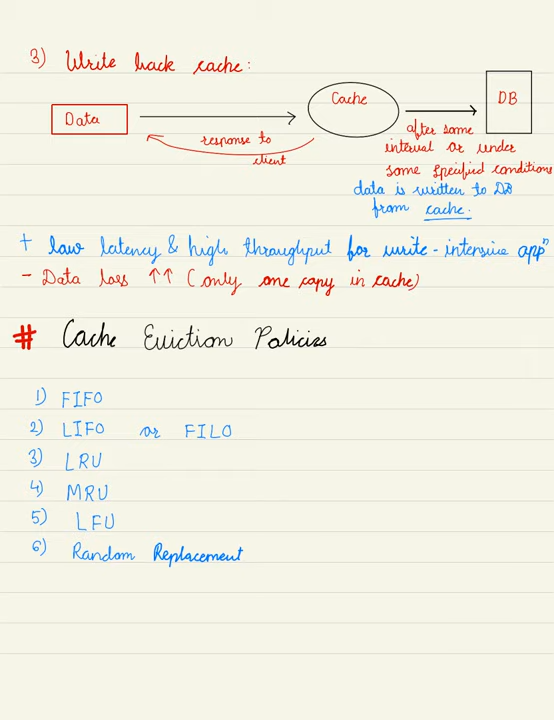 3) Write back cache:
Data
Cache
DB
response to
client
after some
interval or under
some specified conditions
data is written to DB
from cache.
+ low latency & high throughput for write-intensive appⁿ
- Data loss ↑↑ (only one copy in cache)
# Cache Eviction Policies
1) FIFO
2) LIFO or FILO
3) LRU
4) MRU
5) LFU
6) Random Replacement